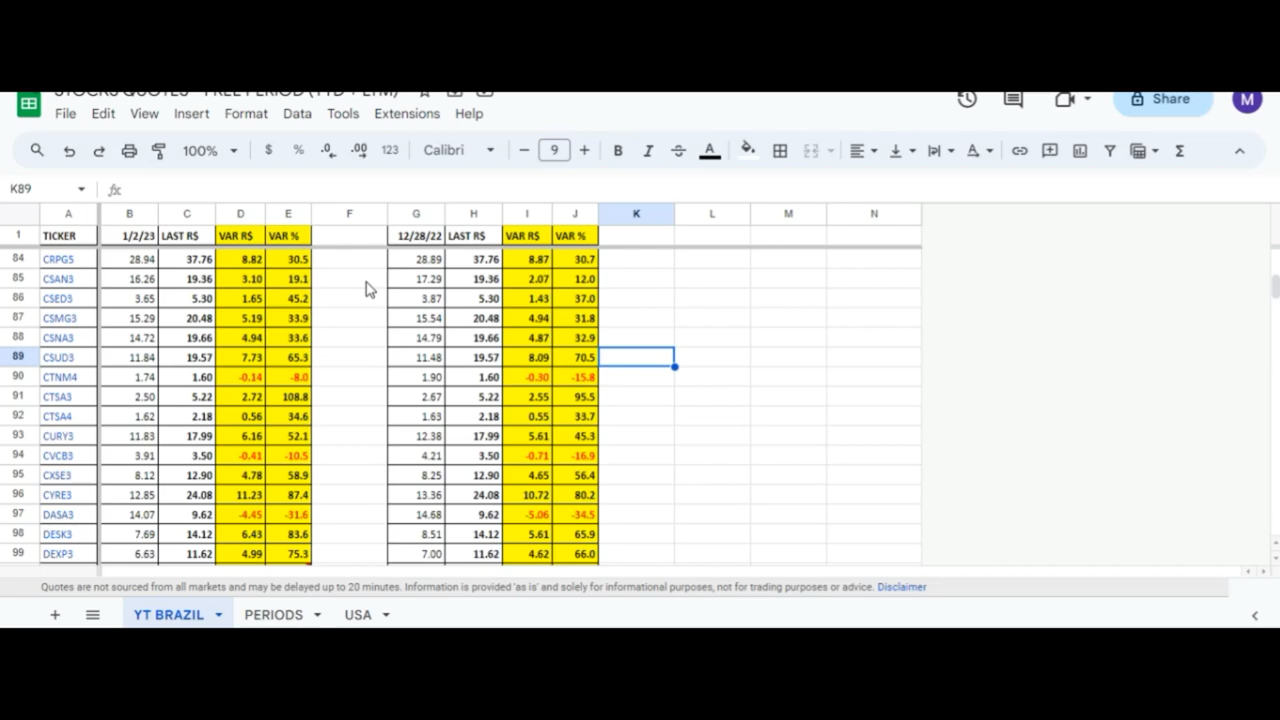 STOCKS QUOTES - FREE PERIOD (YTD + LTM)
File Edit View Insert Format Data Tools Extensions Help
Share M
100% $ % .0 .00 123 Calibri − 9 + B I A Σ
K89 fx
A B C D E F G H I J K L M N
1 TICKER 1/2/23 LAST R$ VAR R$ VAR % 12/28/22 LAST R$ VAR R$ VAR %
84 CRPG5 28.94 37.76 8.82 30.5 28.89 37.76 8.87 30.7
85 CSAN3 16.26 19.36 3.10 19.1 17.29 19.36 2.07 12.0
86 CSED3 3.65 5.30 1.65 45.2 3.87 5.30 1.43 37.0
87 CSMG3 15.29 20.48 5.19 33.9 15.54 20.48 4.94 31.8
88 CSNA3 14.72 19.66 4.94 33.6 14.79 19.66 4.87 32.9
89 CSUD3 11.84 19.57 7.73 65.3 11.48 19.57 8.09 70.5
90 CTNM4 1.74 1.60 -0.14 -8.0 1.90 1.60 -0.30 -15.8
91 CTSA3 2.50 5.22 2.72 108.8 2.67 5.22 2.55 95.5
92 CTSA4 1.62 2.18 0.56 34.6 1.63 2.18 0.55 33.7
93 CURY3 11.83 17.99 6.16 52.1 12.38 17.99 5.61 45.3
94 CVCB3 3.91 3.50 -0.41 -10.5 4.21 3.50 -0.71 -16.9
95 CXSE3 8.12 12.90 4.78 58.9 8.25 12.90 4.65 56.4
96 CYRE3 12.85 24.08 11.23 87.4 13.36 24.08 10.72 80.2
97 DASA3 14.07 9.62 -4.45 -31.6 14.68 9.62 -5.06 -34.5
98 DESK3 7.69 14.12 6.43 83.6 8.51 14.12 5.61 65.9
99 DEXP3 6.63 11.62 4.99 75.3 7.00 11.62 4.62 66.0
Quotes are not sourced from all markets and may be delayed up to 20 minutes. Information is provided 'as is' and solely for informational purposes, not for trading purposes or advice. Disclaimer
+ YT BRAZIL PERIODS USA